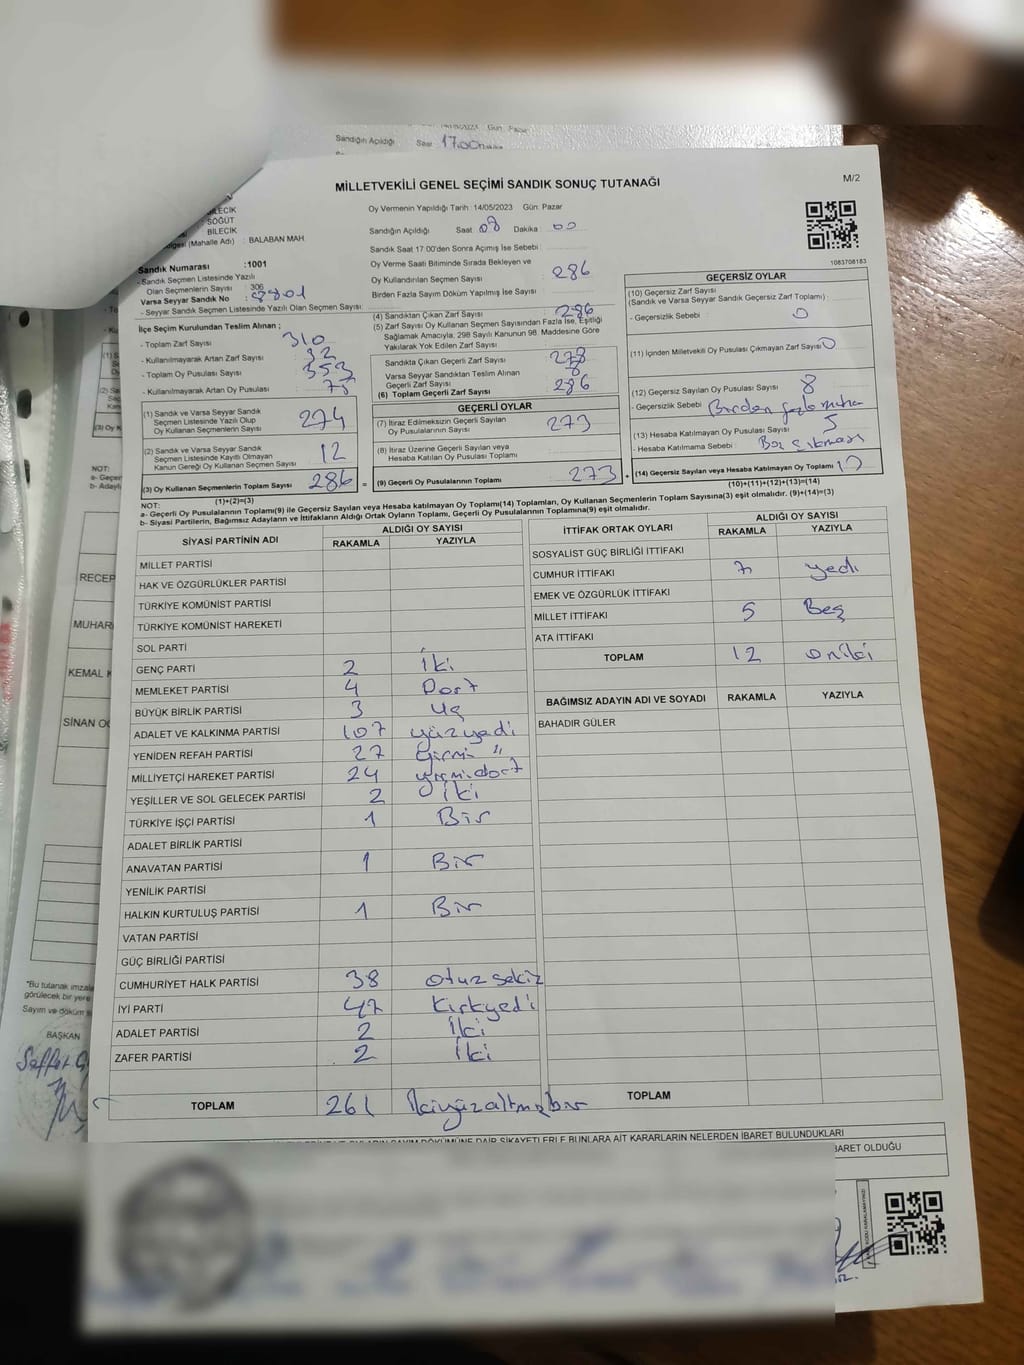 14/05/2023 Gün: Pazar
Sandığın Açıldığı Saat 17.00
MİLLETVEKİLİ GENEL SEÇİMİ SANDIK SONUÇ TUTANAĞI
M/2
BİLECİK
: SÖĞÜT
BİLECİK
(Mahalle Adı) : BALABAN MAH.
Sandık Numarası :1001
- Sandık Seçmen Listesinde Yazılı
Olan Seçmenlerin Sayısı : 306
Varsa Seyyar Sandık No : 8801
- Seyyar Sandık Seçmen Listesinde Yazılı Olan Seçmen Sayısı:
İlçe Seçim Kurulundan Teslim Alınan ;
- Toplam Zarf Sayısı : 310
- Kullanılmayarak Artan Zarf Sayısı : 32
- Toplam Oy Pusulası Sayısı : 353
- Kullanılmayarak Artan Oy Pusulası : 75
(1) Sandık ve Varsa Seyyar Sandık
Seçmen Listesinde Yazılı Olup
Oy Kullanan Seçmenlerin Sayısı 274
(2) Sandık ve Varsa Seyyar Sandık
Seçmen Listesinde Kayıtlı Olmayan
Kanun Gereği Oy Kullanan Seçmen Sayısı 12
(3) Oy Kullanan Seçmenlerin Toplam Sayısı 286
(1)+(2)=(3)
Oy Vermenin Yapıldığı Tarih : 14/05/2023 Gün: Pazar
Sandığın Açıldığı Saat 08 Dakika : 00
Sandık Saat 17:00'den Sonra Açılmış İse Sebebi :
Oy Verme Saati Bitiminde Sırada Bekleyen ve
Oy Kullandırılan Seçmen Sayısı : 286
Birden Fazla Sayım Döküm Yapılmış İse Sayısı :
(4) Sandıktan Çıkan Zarf Sayısı : 286
(5) Zarf Sayısı Oy Kullanan Seçmen Sayısından Fazla İse, Eşitliği
Sağlamak Amacıyla, 298 Sayılı Kanunun 98. Maddesine Göre
Yakılarak Yok Edilen Zarf Sayısı :
Sandıkta Çıkan Geçerli Zarf Sayısı : 278
Varsa Seyyar Sandıktan Teslim Alınan
Geçerli Zarf Sayısı : 8
(6) Toplam Geçerli Zarf Sayısı : 286
GEÇERLİ OYLAR
(7) İtiraz Edilmeksizin Geçerli Sayılan
Oy Pusulalarının Sayısı : 273
(8) İtiraz Üzerine Geçerli Sayılan veya
Hesaba Katılan Oy Pusulası Toplamı :
(9) Geçerli Oy Pusulalarının Toplamı : 273
1083708183
GEÇERSİZ OYLAR
(10) Geçersiz Zarf Sayısı
(Sandık ve Varsa Seyyar Sandık Geçersiz Zarf Toplamı) :
- Geçersizlik Sebebi : 0
(11) İçinden Milletvekili Oy Pusulası Çıkmayan Zarf Sayısı : 0
(12) Geçersiz Sayılan Oy Pusulası Sayısı : 8
- Geçersizlik Sebebi : Birden fazla mühür
(13) Hesaba Katılmayan Oy Pusulası Sayısı : 5
- Hesaba Katılmama Sebebi : Boş çıkması
(14) Geçersiz Sayılan veya Hesaba Katılmayan Oy Toplamı
(10)+(11)+(12)+(13)=(14)
NOT:
a- Geçerli Oy Pusulalarının Toplamı(9) ile Geçersiz Sayılan veya Hesaba katılmayan Oy Toplamı(14) Toplamları, Oy Kullanan Seçmenlerin Toplam Sayısına(3) eşit olmalıdır. (9)+(14)=(3)
b- Siyasi Partilerin, Bağımsız Adayların ve İttifakların Aldığı Ortak Oyların Toplamı, Geçerli Oy Pusulalarının Toplamına(9) eşit olmalıdır.
SİYASİ PARTİNİN ADI ALDIĞI OY SAYISI
RAKAMLA YAZIYLA
MİLLET PARTİSİ
HAK VE ÖZGÜRLÜKLER PARTİSİ
TÜRKİYE KOMÜNİST PARTİSİ
TÜRKİYE KOMÜNİST HAREKETİ
SOL PARTİ
GENÇ PARTİ 2 İki
MEMLEKET PARTİSİ 4 Dört
BÜYÜK BİRLİK PARTİSİ 3 Üç
ADALET VE KALKINMA PARTİSİ 107 yüzyedi
YENİDEN REFAH PARTİSİ 27
MİLLİYETÇİ HAREKET PARTİSİ 24 yirmidört
YEŞİLLER VE SOL GELECEK PARTİSİ 2 İki
TÜRKİYE İŞÇİ PARTİSİ 1 Bir
ADALET BİRLİK PARTİSİ
ANAVATAN PARTİSİ 1 Bir
YENİLİK PARTİSİ
HALKIN KURTULUŞ PARTİSİ 1 Bir
VATAN PARTİSİ
GÜÇ BİRLİĞİ PARTİSİ
CUMHURİYET HALK PARTİSİ 38 otuz sekiz
İYİ PARTİ 47 Kırkyedi
ADALET PARTİSİ 2 İki
ZAFER PARTİSİ 2 İki
TOPLAM 261 İkiyüzaltmışbir
İTTİFAK ORTAK OYLARI ALDIĞI OY SAYISI
RAKAMLA YAZIYLA
SOSYALİST GÜÇ BİRLİĞİ İTTİFAKI
CUMHUR İTTİFAKI 7 yedi
EMEK VE ÖZGÜRLÜK İTTİFAKI
MİLLET İTTİFAKI 5 Beş
ATA İTTİFAKI
TOPLAM 12 oniki
BAĞIMSIZ ADAYIN ADI VE SOYADI RAKAMLA YAZIYLA
BAHADIR GÜLER
TOPLAM
OYLARIN SAYIM DÖKÜMÜNE DAİR ŞİKAYETLERLE BUNLARA AİT KARARLARIN NELERDEN İBARET BULUNDUKLARI
İBARET OLDUĞU
NOT:
RECEP
MUHAR
KEMAL K
SİNAN O
"Bu tutanak imzala
görülecek bir yere
Sayım ve döküm
BAŞKAN